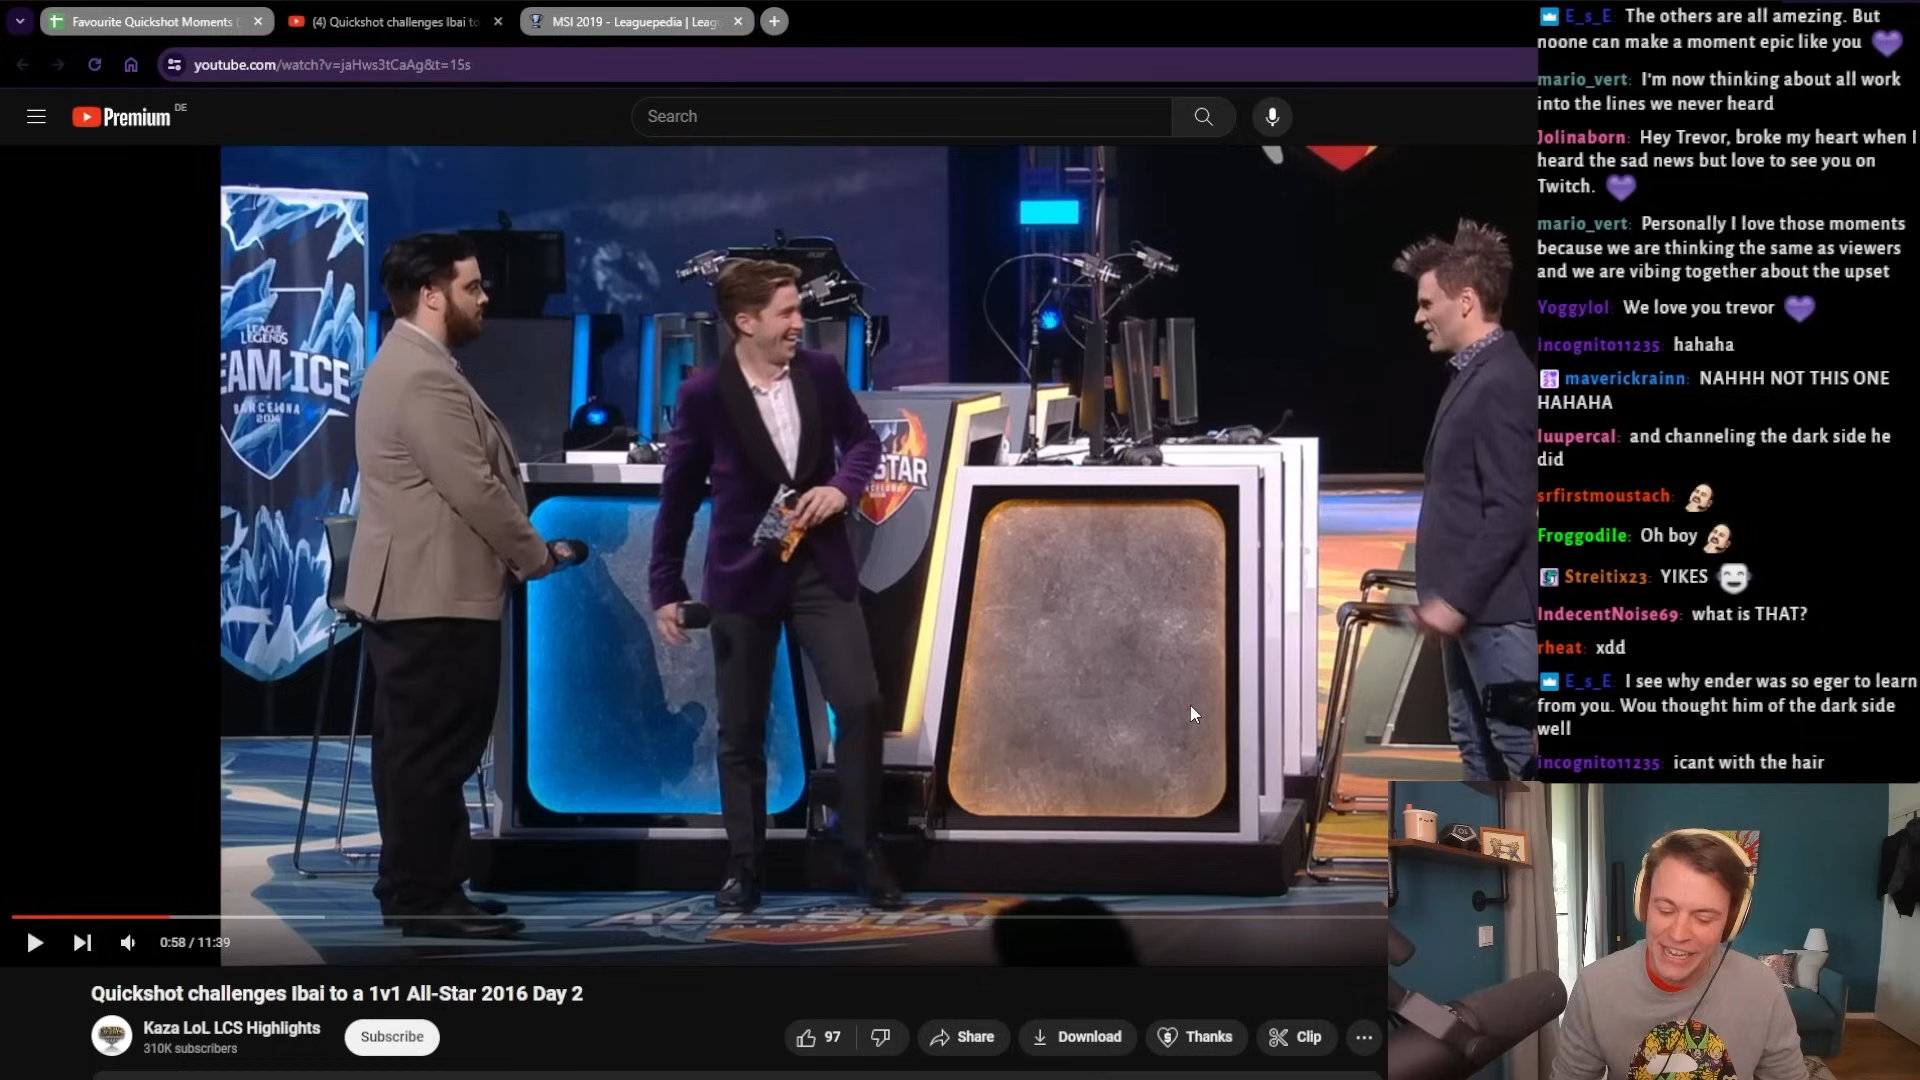 Favourite Quickshot Moments
(4) Quickshot challenges Ibai to
MSI 2019 - Leaguepedia | Leag
youtube.com/watch?v=jaHws3tCaAg&t=15s
Premium DE
Search
LEAGUE
LEGENDS
EAM ICE
BARCELONA
2016
STAR
ALL-STA
0:58 / 11:39
Quickshot challenges Ibai to a 1v1 All-Star 2016 Day 2
Kaza LoL LCS Highlights
310K subscribers
Subscribe
97
Share
Download
Thanks
Clip
E_s_E: The others are all amezing. But
noone can make a moment epic like you
mario_vert: I'm now thinking about all work
into the lines we never heard
Jolinaborn: Hey Trevor, broke my heart when I
heard the sad news but love to see you on
Twitch.
mario_vert: Personally I love those moments
because we are thinking the same as viewers
and we are vibing together about the upset
Yoggylol: We love you trevor
incognito11235: hahaha
maverickrainn: NAHHH NOT THIS ONE
HAHAHA
luupercal: and channeling the dark side he
did
srfirstmoustach:
Froggodile: Oh boy
Streitix23: YIKES
IndecentNoise69: what is THAT?
rheat: xdd
E_s_E: I see why ender was so eger to learn
from you. Wou thought him of the dark side
well
incognito11235: icant with the hair